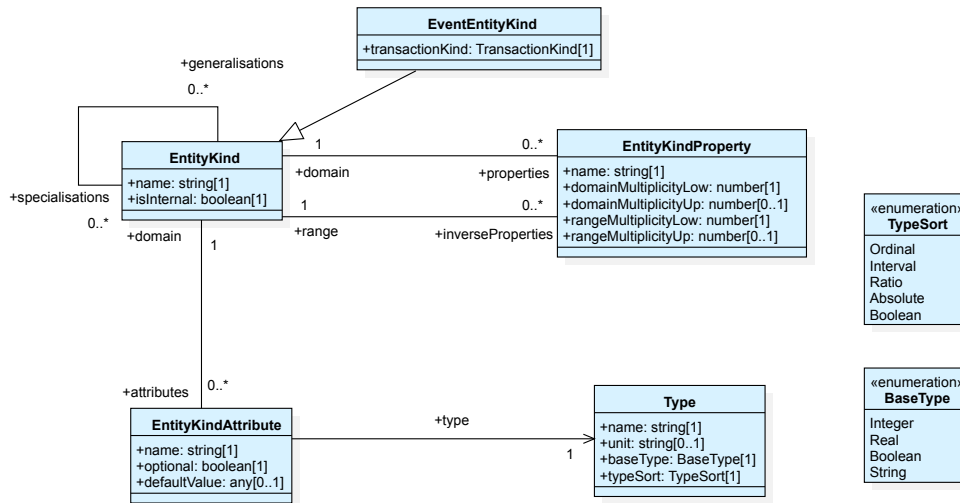 EventEntityKind
+transactionKind: TransactionKind[1]
+generalisations
0..*
EntityKind
+name: string[1]
+isInternal: boolean[1]
+specialisations
0..*
1
+domain
0..*
+properties
1
+range
0..*
+inverseProperties
EntityKindProperty
+name: string[1]
+domainMultiplicityLow: number[1]
+domainMultiplicityUp: number[0..1]
+rangeMultiplicityLow: number[1]
+rangeMultiplicityUp: number[0..1]
«enumeration»
TypeSort
Ordinal
Interval
Ratio
Absolute
Boolean
+domain
1
+attributes
0..*
EntityKindAttribute
+name: string[1]
+optional: boolean[1]
+defaultValue: any[0..1]
+type
1
Type
+name: string[1]
+unit: string[0..1]
+baseType: BaseType[1]
+typeSort: TypeSort[1]
«enumeration»
BaseType
Integer
Real
Boolean
String